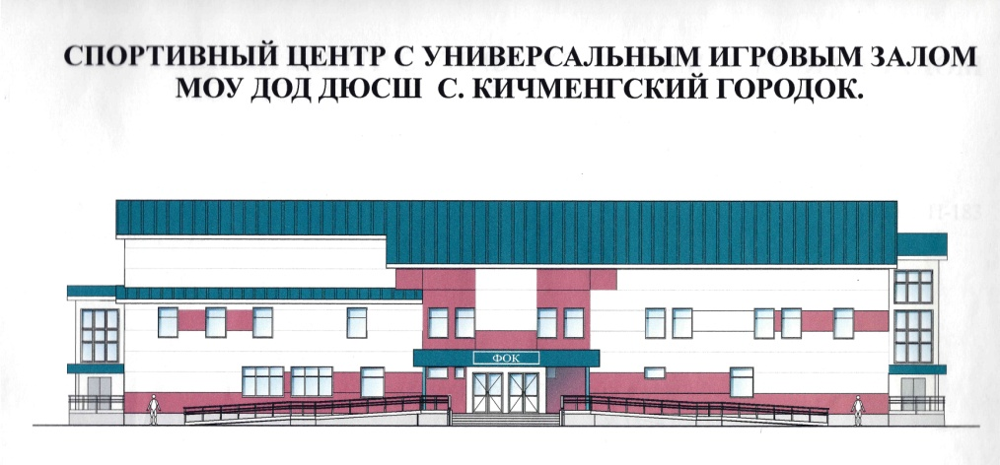 СПОРТИВНЫЙ ЦЕНТР С УНИВЕРСАЛЬНЫМ ИГРОВЫМ ЗАЛОМ
МОУ ДОД ДЮСШ С. КИЧМЕНГСКИЙ ГОРОДОК.
ФОК